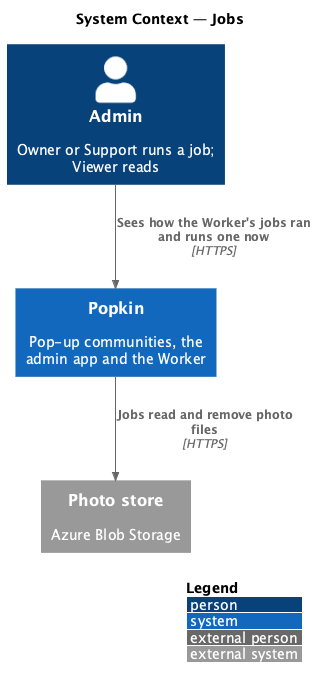 System Context — Jobs
Admin
Owner or Support runs a job;
Viewer reads
Sees how the Worker's jobs ran
and runs one now
[HTTPS]
Popkin
Pop-up communities, the
admin app and the Worker
Jobs read and remove photo
files
[HTTPS]
Photo store
Azure Blob Storage
Legend
person
system
external person
external system